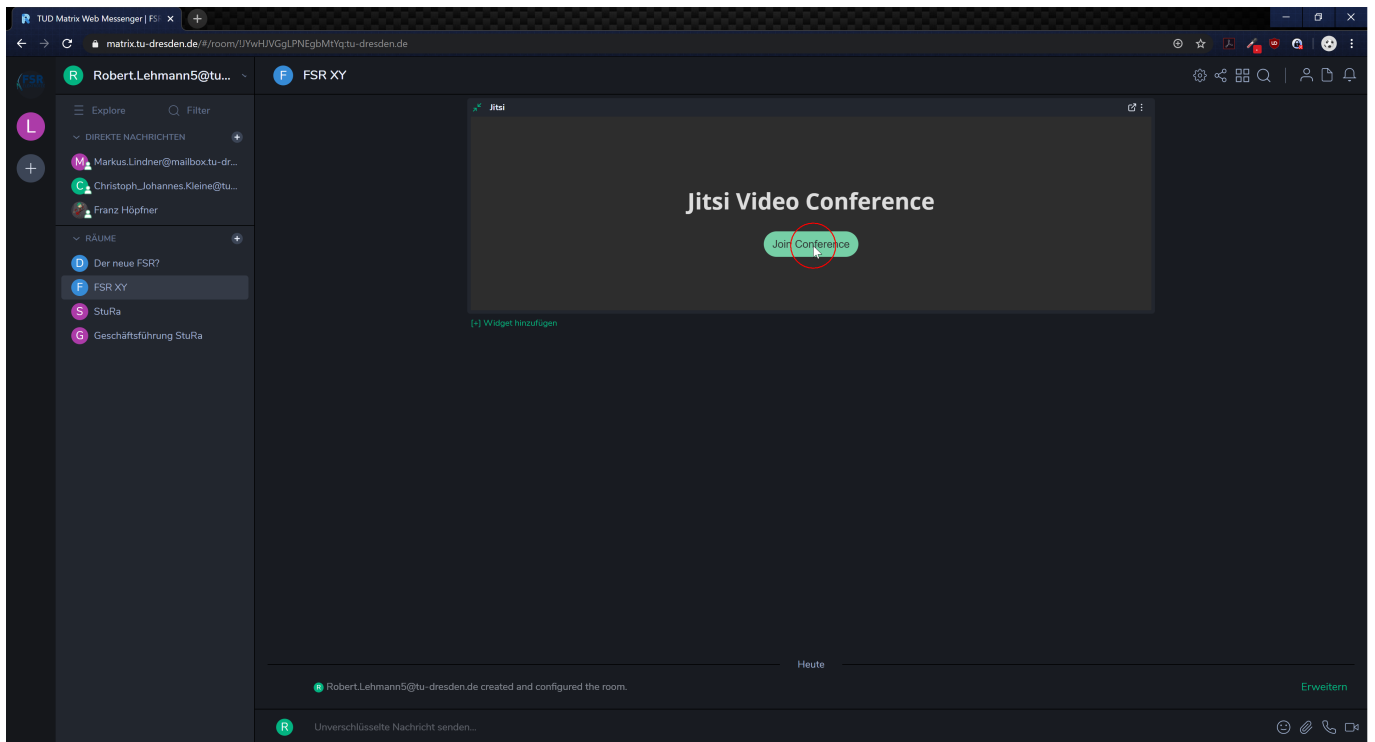 TUD Matrix Web Messenger | FSR
matrix.tu-dresden.de/#/room/!JYwHJVGgLPNEgbMtYq:tu-dresden.de
FSR
R Robert.Lehmann5@tu...
F FSR XY
L
Explore
Filter
DIREKTE NACHRICHTEN
M Markus.Lindner@mailbox.tu-dr...
C Christoph_Johannes.Kleine@tu...
Franz Höpfner
RÄUME
D Der neue FSR?
F FSR XY
S StuRa
G Geschäftsführung StuRa
Jitsi
Jitsi Video Conference
Join Conference
[+] Widget hinzufügen
Heute
R Robert.Lehmann5@tu-dresden.de created and configured the room.
Erweitern
R Unverschlüsselte Nachricht senden...